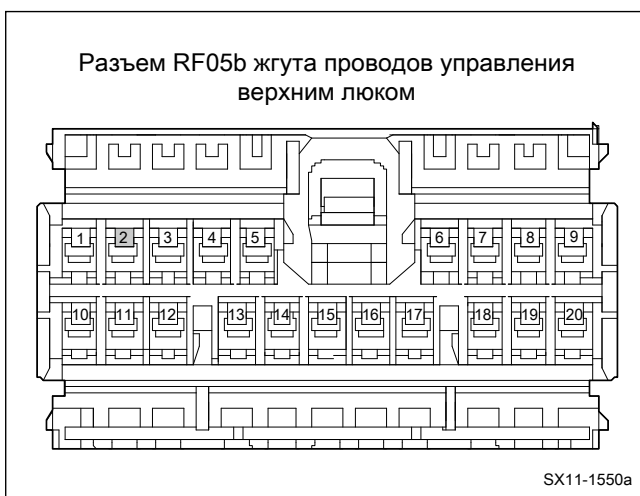 Разъем RF05b жгута проводов управления
верхним люком
1 2 3 4 5 6 7 8 9
10 11 12 13 14 15 16 17 18 19 20
SX11-1550a